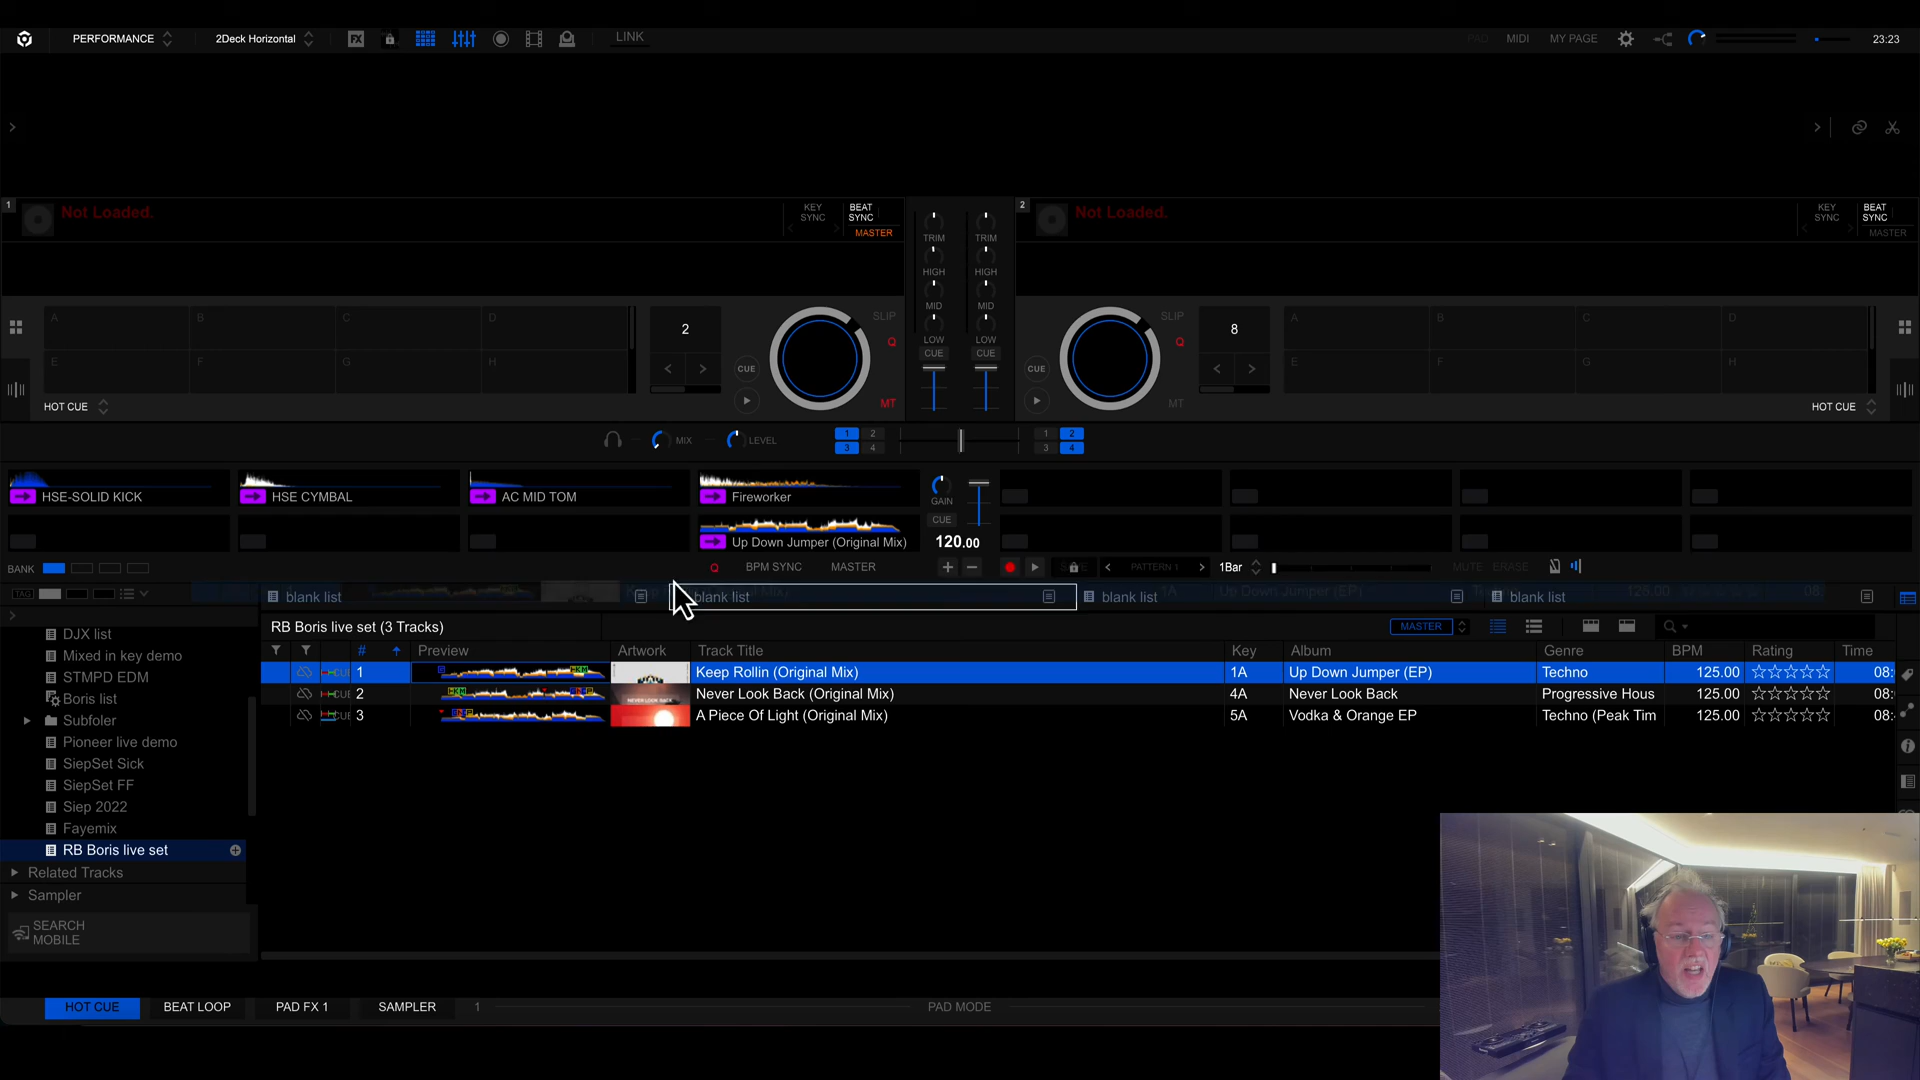 PERFORMANCE 2Deck Horizontal FX LINK PAD MIDI MY PAGE 23:23
1 Not Loaded. KEY SYNC BEAT SYNC MASTER
2 Not Loaded. KEY SYNC BEAT SYNC MASTER
TRIM TRIM
HIGH HIGH
MID MID
LOW LOW
CUE CUE
A B C D 2 SLIP SLIP 8 A B C D
E F G H Q CUE CUE Q E F G H
HOT CUE MT MT HOT CUE
MIX LEVEL 1 2 1 2
3 4 3 4
HSE-SOLID KICK HSE CYMBAL AC MID TOM Fireworker GAIN
CUE
Up Down Jumper (Original Mix) 120.00
BANK Q BPM SYNC MASTER PATTERN 1 1Bar MUTE ERASE
TAG blank list blank list blank list blank list
RB Boris live set (3 Tracks) MASTER
# Preview Artwork Track Title Key Album Genre BPM Rating Time
1 Keep Rollin (Original Mix) 1A Up Down Jumper (EP) Techno 125.00 08:
2 Never Look Back (Original Mix) 4A Never Look Back Progressive Hous 125.00 08:
3 A Piece Of Light (Original Mix) 5A Vodka & Orange EP Techno (Peak Tim 125.00 08:
DJX list
Mixed in key demo
STMPD EDM
Boris list
Subfoler
Pioneer live demo
SiepSet Sick
SiepSet FF
Siep 2022
Fayemix
RB Boris live set
Related Tracks
Sampler
SEARCH
MOBILE
HOT CUE BEAT LOOP PAD FX 1 SAMPLER 1 PAD MODE